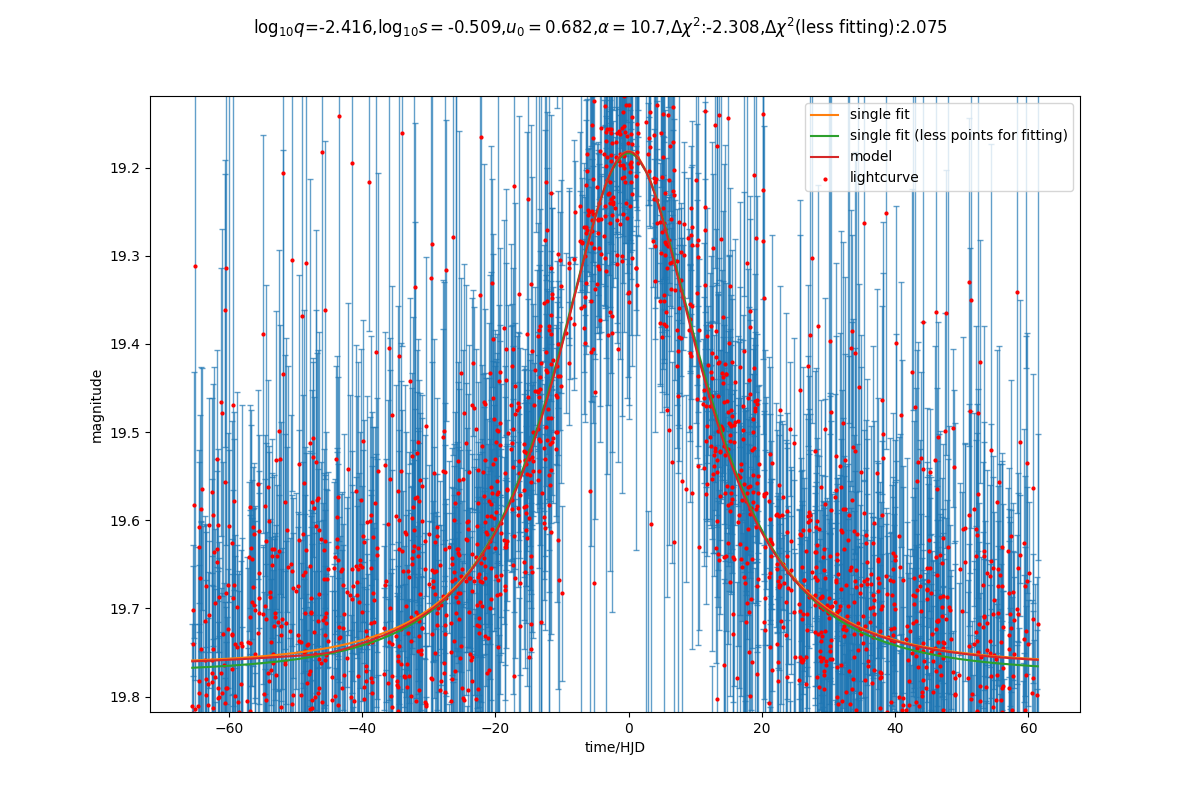 log₁₀q=-2.416,log₁₀s = -0.509,u₀ = 0.682,α = 10.7,Δχ²:-2.308,Δχ²(less fitting):2.075
single fit
single fit (less points for fitting)
model
lightcurve
19.2
19.3
19.4
19.5
19.6
19.7
19.8
magnitude
−60
−40
−20
0
20
40
60
time/HJD